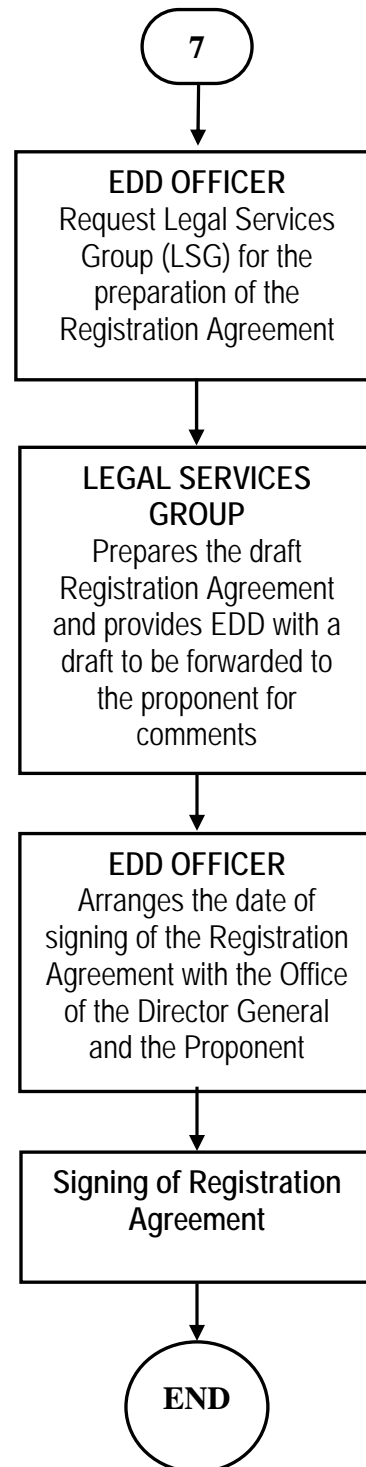 7
EDD OFFICER
Request Legal Services
Group (LSG) for the
preparation of the
Registration Agreement
LEGAL SERVICES
GROUP
Prepares the draft
Registration Agreement
and provides EDD with a
draft to be forwarded to
the proponent for
comments
EDD OFFICER
Arranges the date of
signing of the Registration
Agreement with the Office
of the Director General
and the Proponent
Signing of Registration
Agreement
END